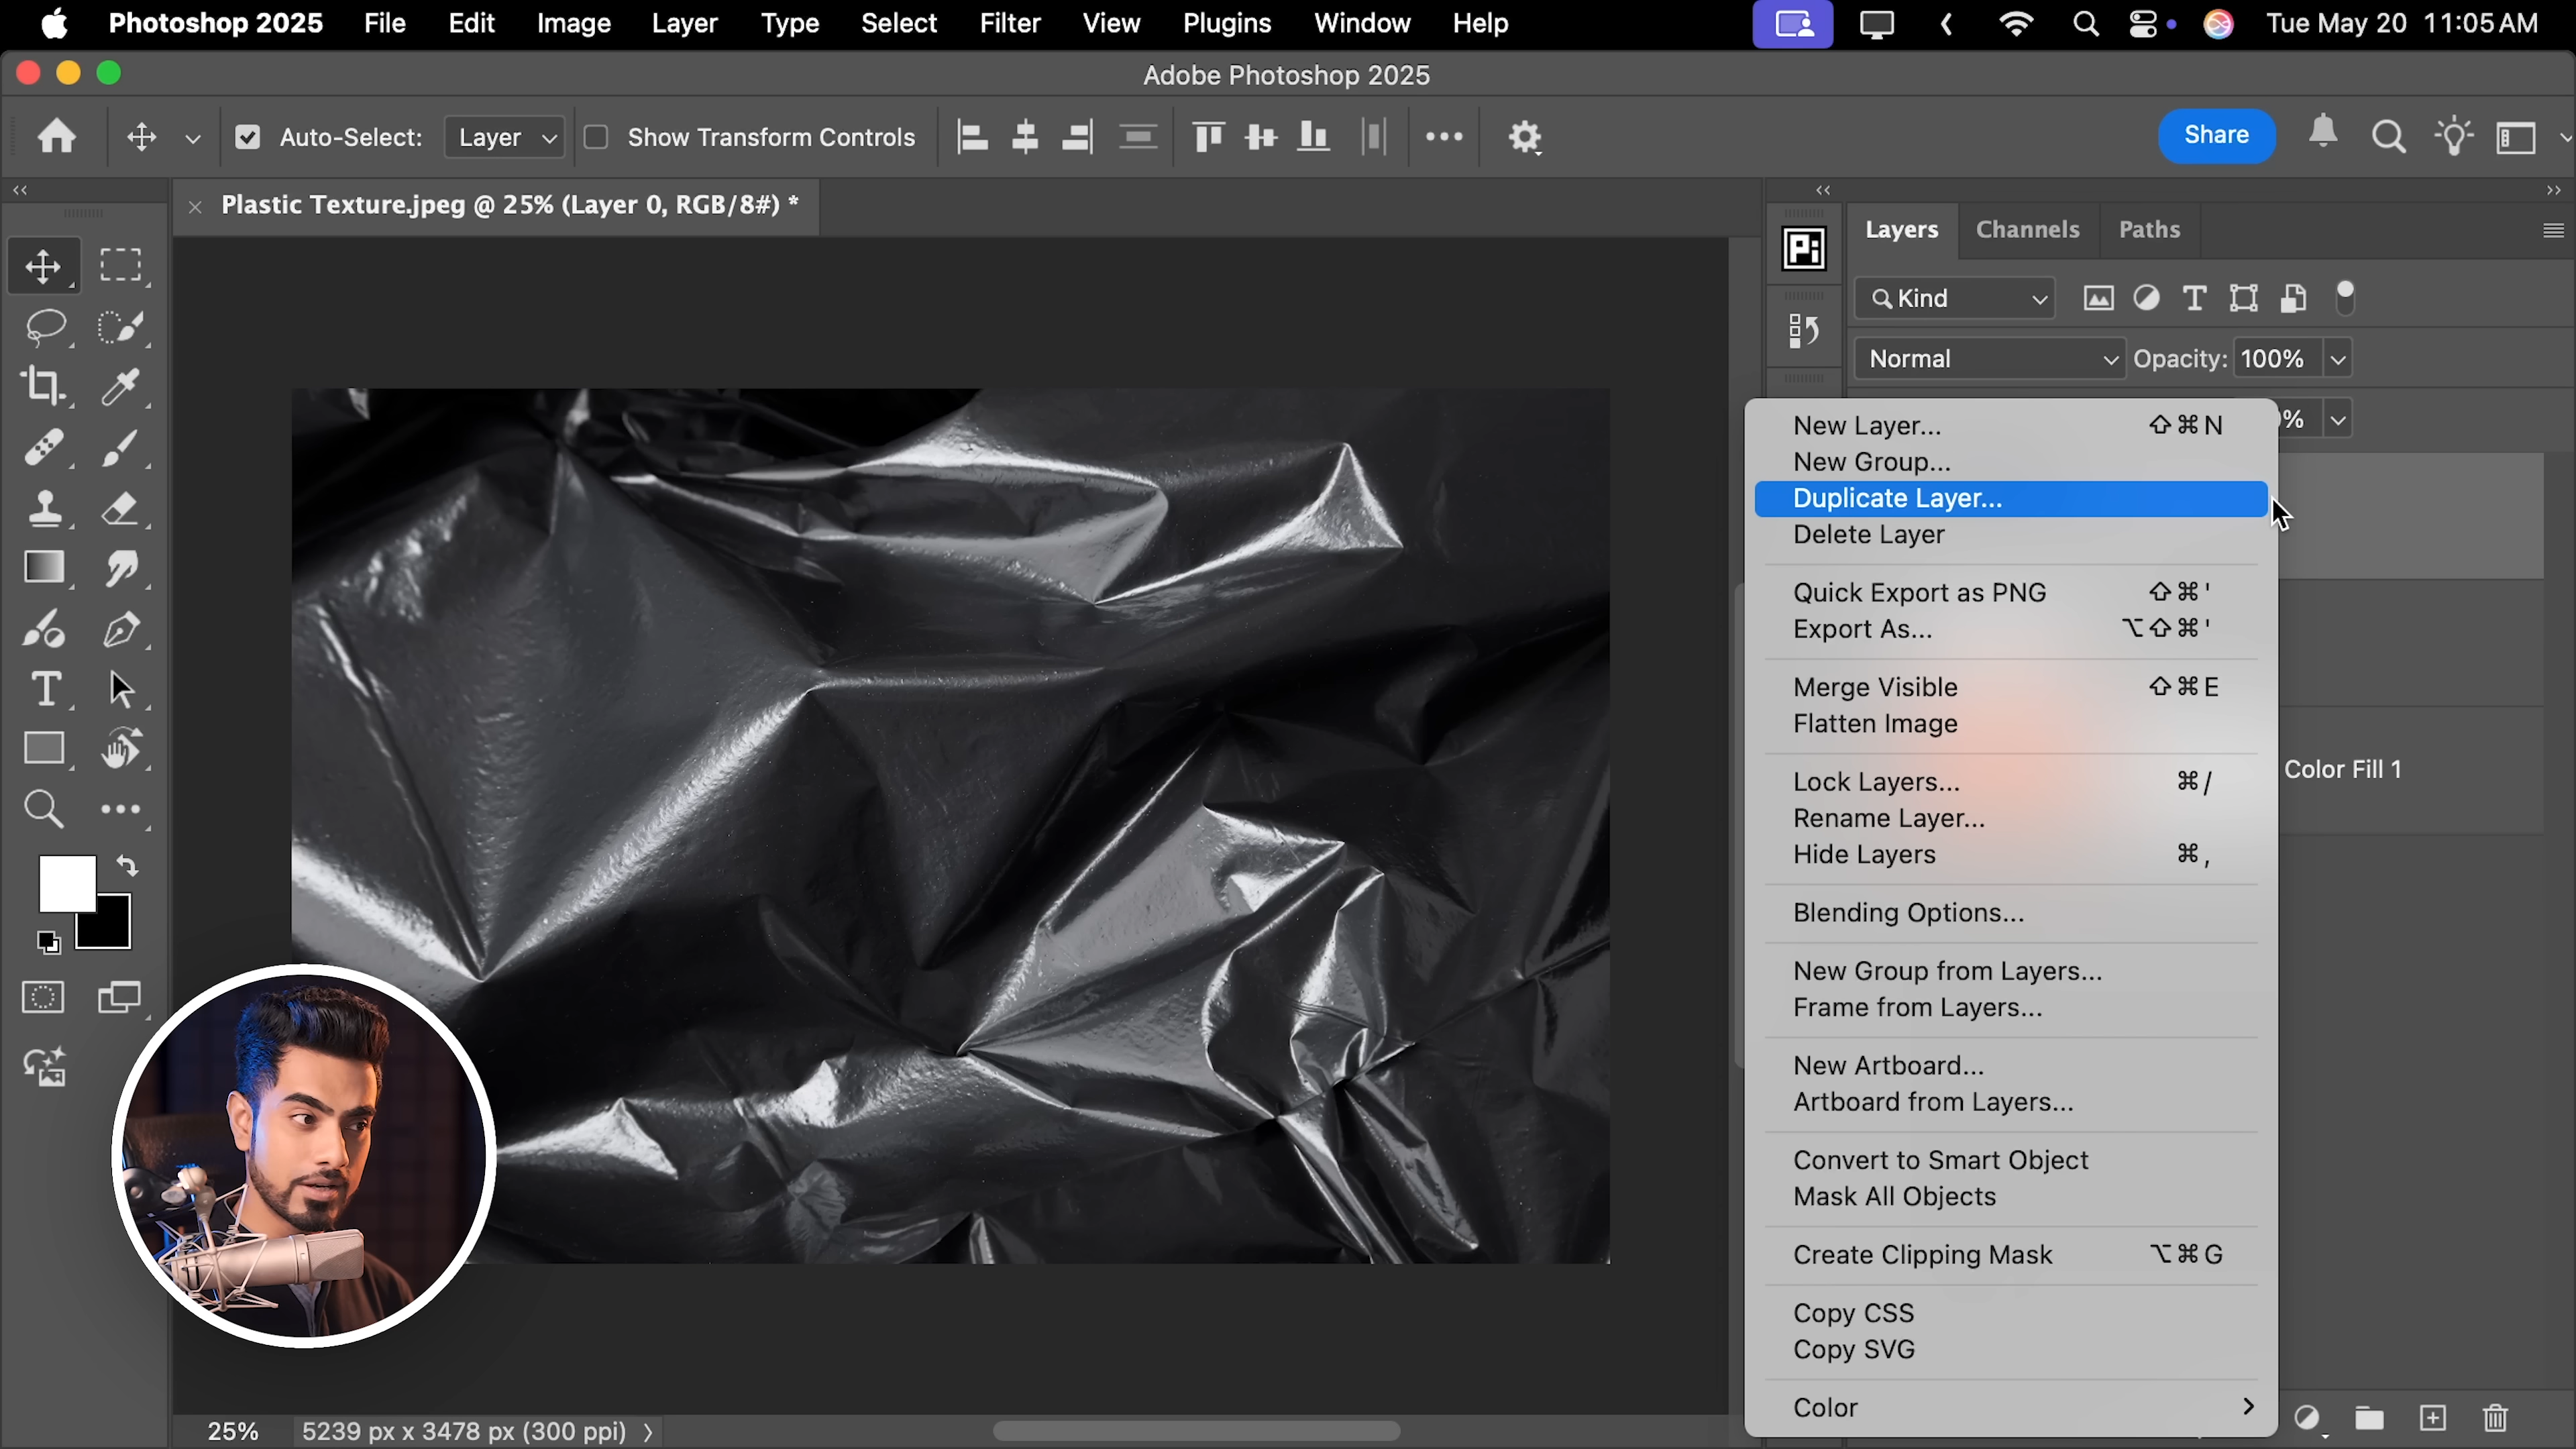 Photoshop 2025 File Edit Image Layer Type Select Filter View Plugins Window Help Tue May 20 11:05 AM
Adobe Photoshop 2025
Auto-Select: Layer Show Transform Controls Share
Plastic Texture.jpeg @ 25% (Layer 0, RGB/8#) *
Pi
Layers Channels Paths
Kind
Normal Opacity: 100%
%
New Layer... ⇧⌘N
New Group...
Duplicate Layer...
Delete Layer
Quick Export as PNG ⇧⌘'
Export As... ⌥⇧⌘'
Merge Visible ⇧⌘E
Flatten Image
Lock Layers... ⌘/
Rename Layer...
Hide Layers ⌘,
Blending Options...
New Group from Layers...
Frame from Layers...
New Artboard...
Artboard from Layers...
Convert to Smart Object
Mask All Objects
Create Clipping Mask ⌥⌘G
Copy CSS
Copy SVG
Color
Color Fill 1
25% 5239 px x 3478 px (300 ppi)